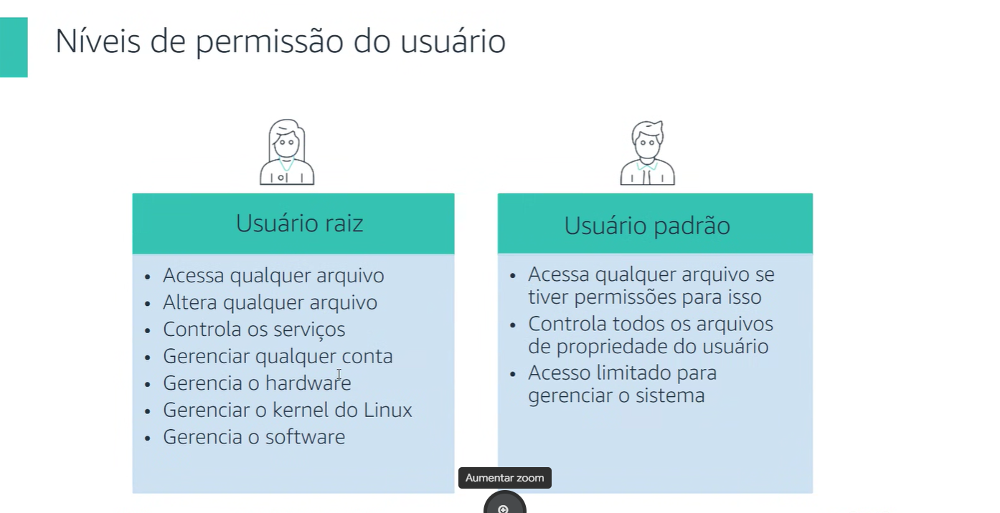 Níveis de permissão do usuário
Usuário raiz
• Acessa qualquer arquivo
• Altera qualquer arquivo
• Controla os serviços
• Gerenciar qualquer conta
• Gerencia o hardware
• Gerenciar o kernel do Linux
• Gerencia o software
Usuário padrão
• Acessa qualquer arquivo se
tiver permissões para isso
• Controla todos os arquivos
de propriedade do usuário
• Acesso limitado para
gerenciar o sistema
Aumentar zoom